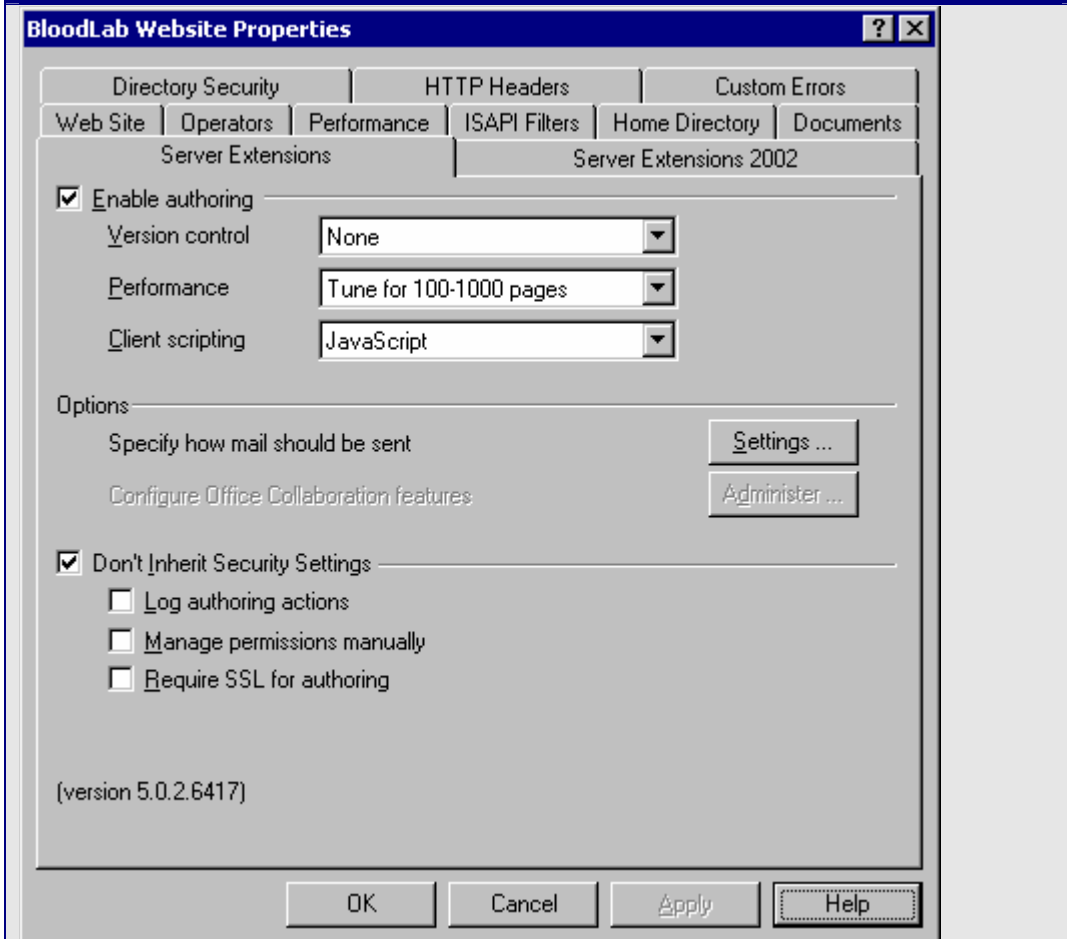 BloodLab Website Properties
Directory Security HTTP Headers Custom Errors
Web Site Operators Performance ISAPI Filters Home Directory Documents
Server Extensions Server Extensions 2002
Enable authoring
Version control None
Performance Tune for 100-1000 pages
Client scripting JavaScript
Options
Specify how mail should be sent Settings ...
Configure Office Collaboration features Administer ...
Don't Inherit Security Settings
Log authoring actions
Manage permissions manually
Require SSL for authoring
(version 5.0.2.6417)
OK Cancel Apply Help